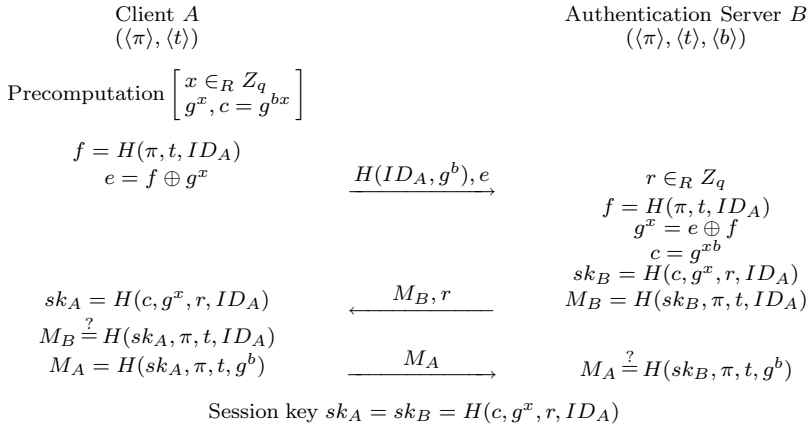 Client A Authentication Server B
(⟨π⟩, ⟨t⟩) (⟨π⟩, ⟨t⟩, ⟨b⟩)
Precomputation [ x ∈_R Z_q
g^x, c = g^{bx} ]
f = H(π, t, ID_A)
e = f ⊕ g^x H(ID_A, g^b), e r ∈_R Z_q
f = H(π, t, ID_A)
g^x = e ⊕ f
c = g^{xb}
sk_B = H(c, g^x, r, ID_A)
sk_A = H(c, g^x, r, ID_A) M_B, r M_B = H(sk_B, π, t, ID_A)
M_B ≟ H(sk_A, π, t, ID_A)
M_A = H(sk_A, π, t, g^b) M_A M_A ≟ H(sk_B, π, t, g^b)
Session key sk_A = sk_B = H(c, g^x, r, ID_A)